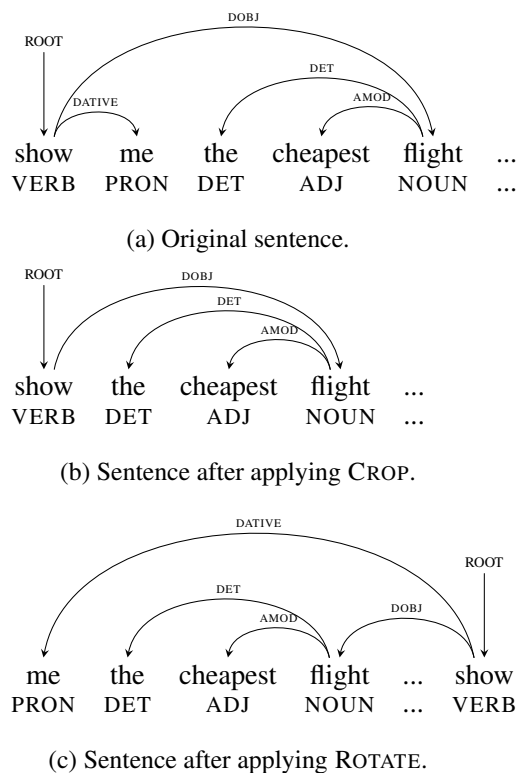 DOBJ
ROOT
DET
DATIVE
AMOD
show me the cheapest flight ...
VERB PRON DET ADJ NOUN ...
(a) Original sentence.
ROOT
DOBJ
DET
AMOD
show the cheapest flight ...
VERB DET ADJ NOUN ...
(b) Sentence after applying CROP.
DATIVE
ROOT
DET
DOBJ
AMOD
me the cheapest flight ... show
PRON DET ADJ NOUN ... VERB
(c) Sentence after applying ROTATE.